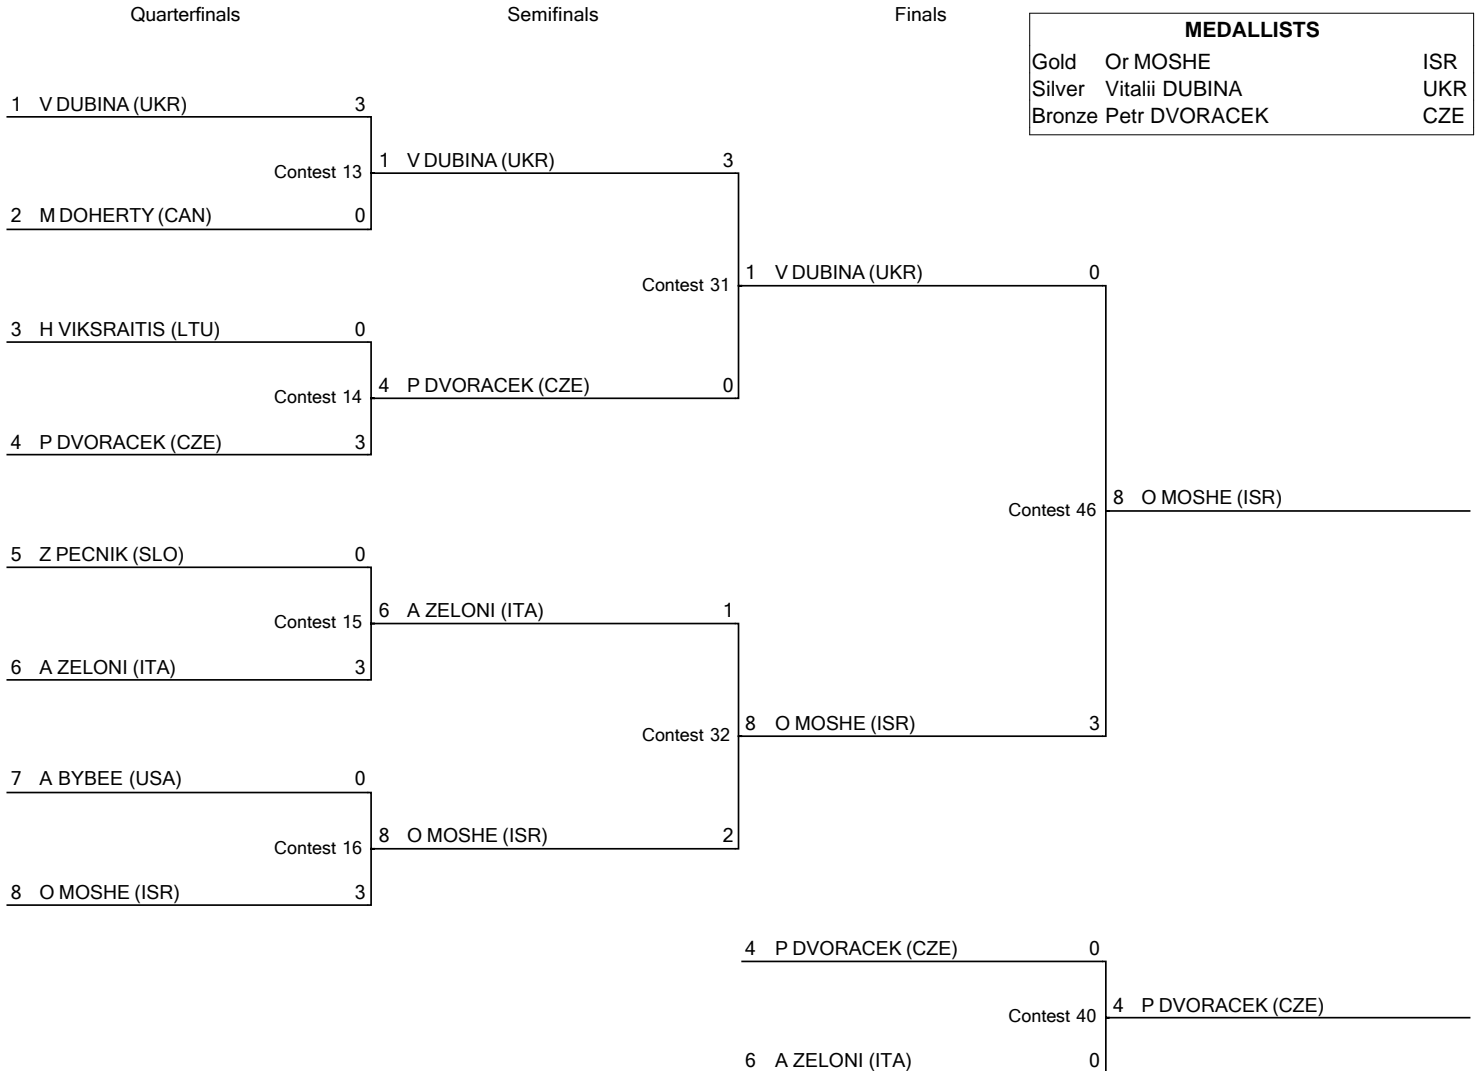 Quarterfinals Semifinals Finals
MEDALLISTS
Gold Or MOSHE ISR
Silver Vitalii DUBINA UKR
Bronze Petr DVORACEK CZE
1 V DUBINA (UKR) 3
Contest 13
2 M DOHERTY (CAN) 0
1 V DUBINA (UKR) 3
3 H VIKSRAITIS (LTU) 0
Contest 14
4 P DVORACEK (CZE) 3
4 P DVORACEK (CZE) 0
Contest 31
1 V DUBINA (UKR) 0
5 Z PECNIK (SLO) 0
Contest 15
6 A ZELONI (ITA) 3
6 A ZELONI (ITA) 1
7 A BYBEE (USA) 0
Contest 16
8 O MOSHE (ISR) 3
8 O MOSHE (ISR) 2
Contest 32
8 O MOSHE (ISR) 3
Contest 46
8 O MOSHE (ISR)
4 P DVORACEK (CZE) 0
Contest 40
6 A ZELONI (ITA) 0
4 P DVORACEK (CZE)